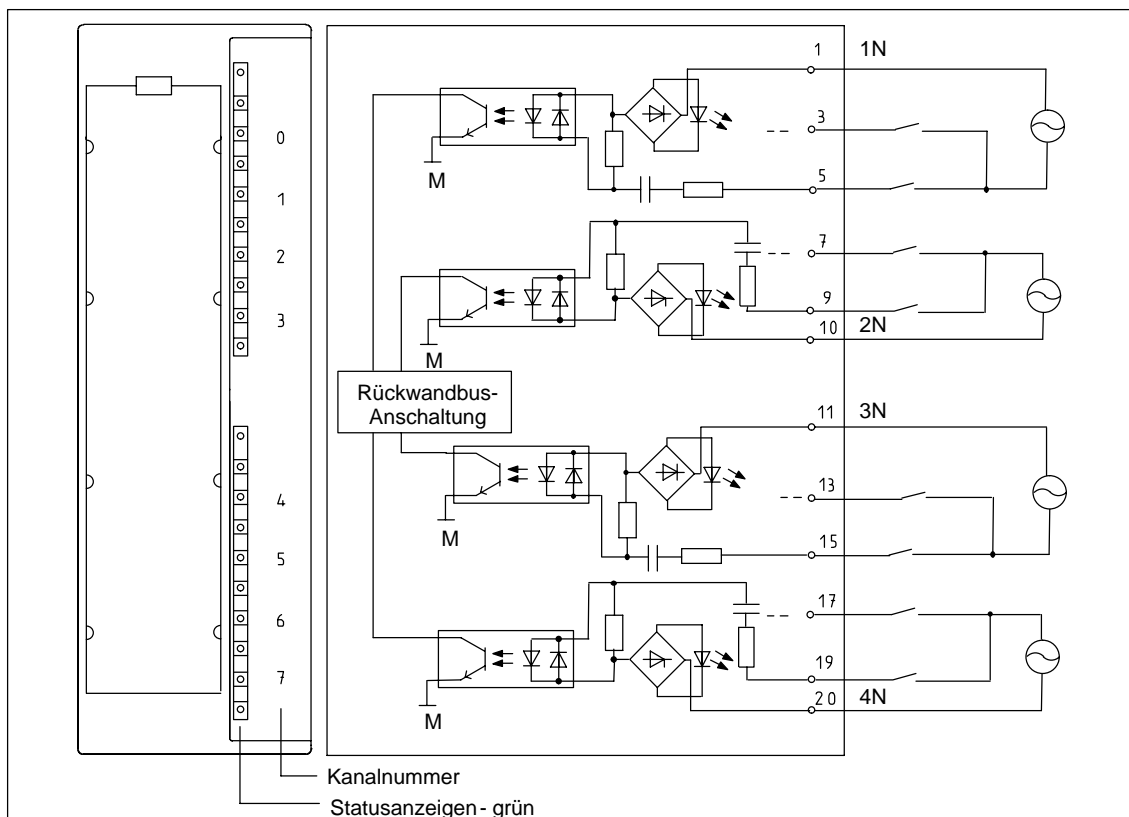 0
1
2
3
4
5
6
7
1 1N
3
5
M
7
9
10 2N
M
Rückwandbus-
Anschaltung
11 3N
13
15
M
17
19
20 4N
M
Kanalnummer
Statusanzeigen - grün